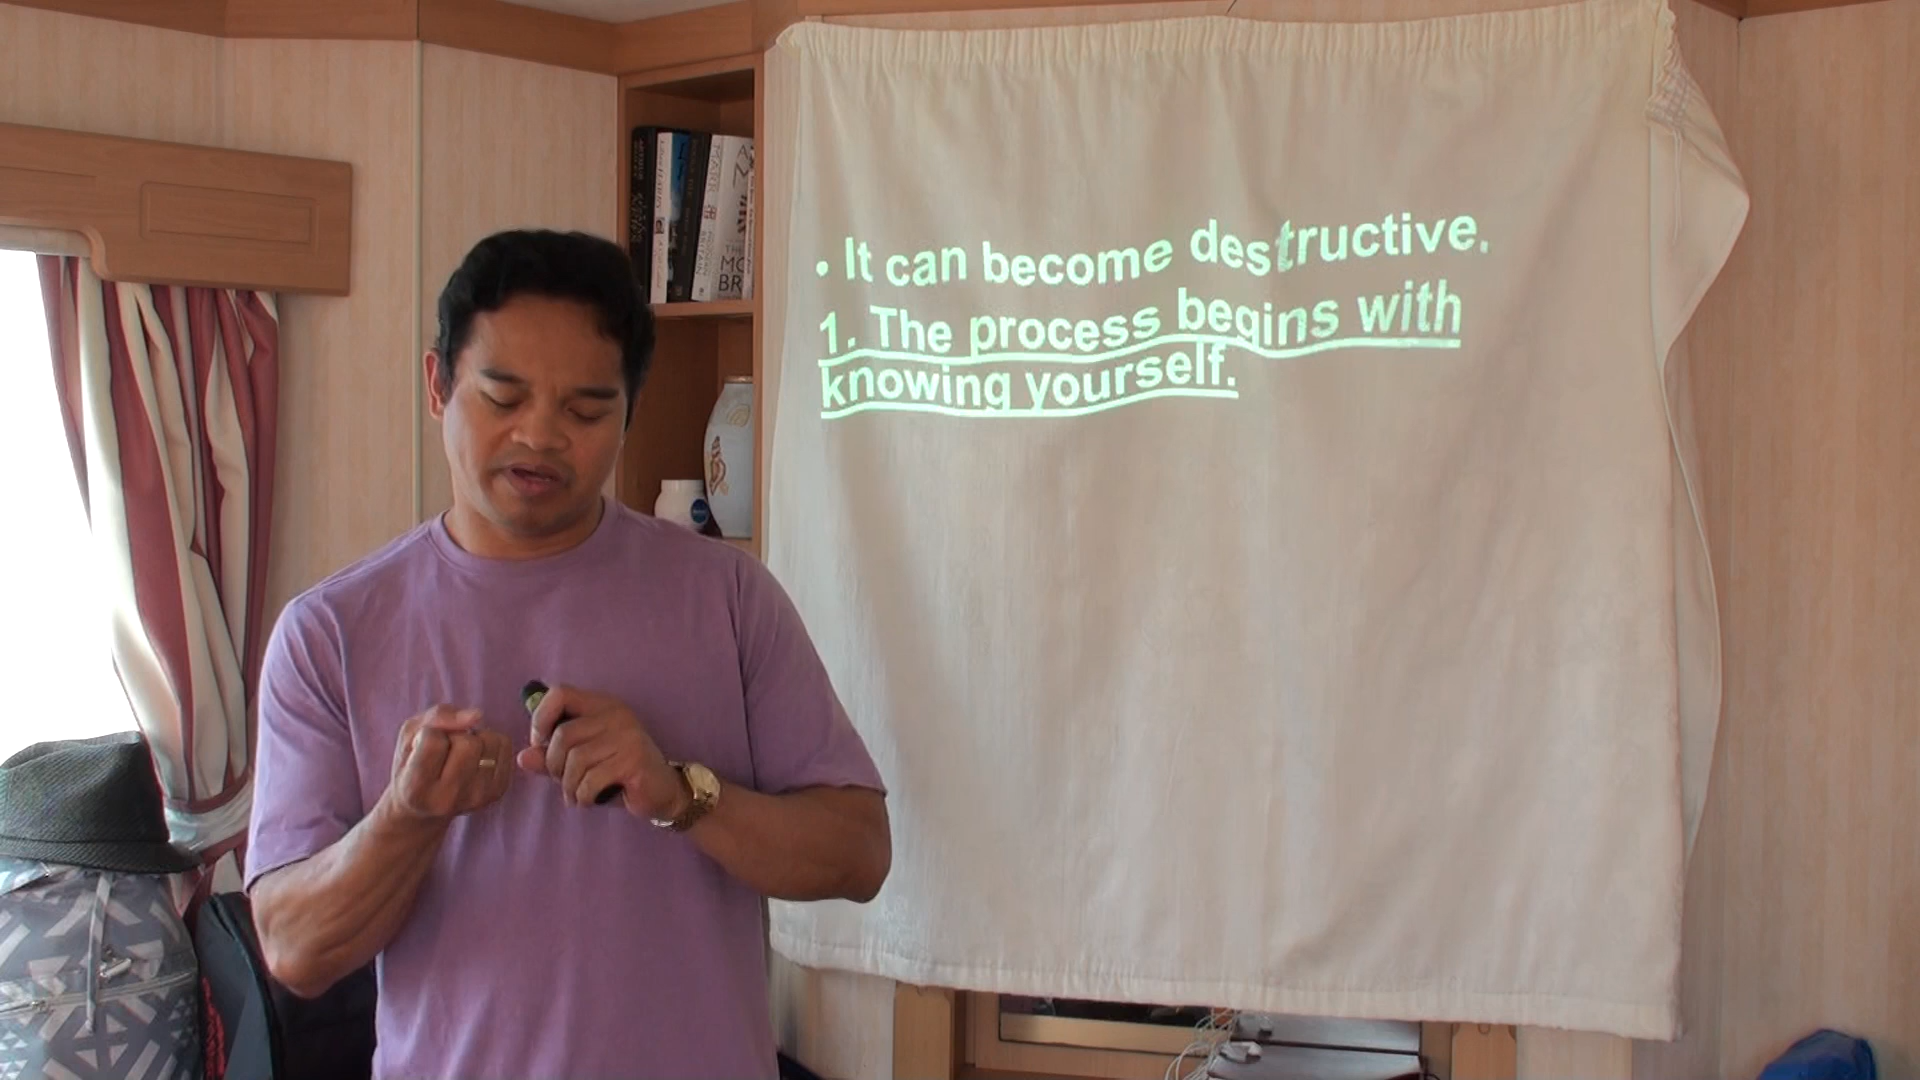 • It can become destructive.
1. The process begins with
knowing yourself.